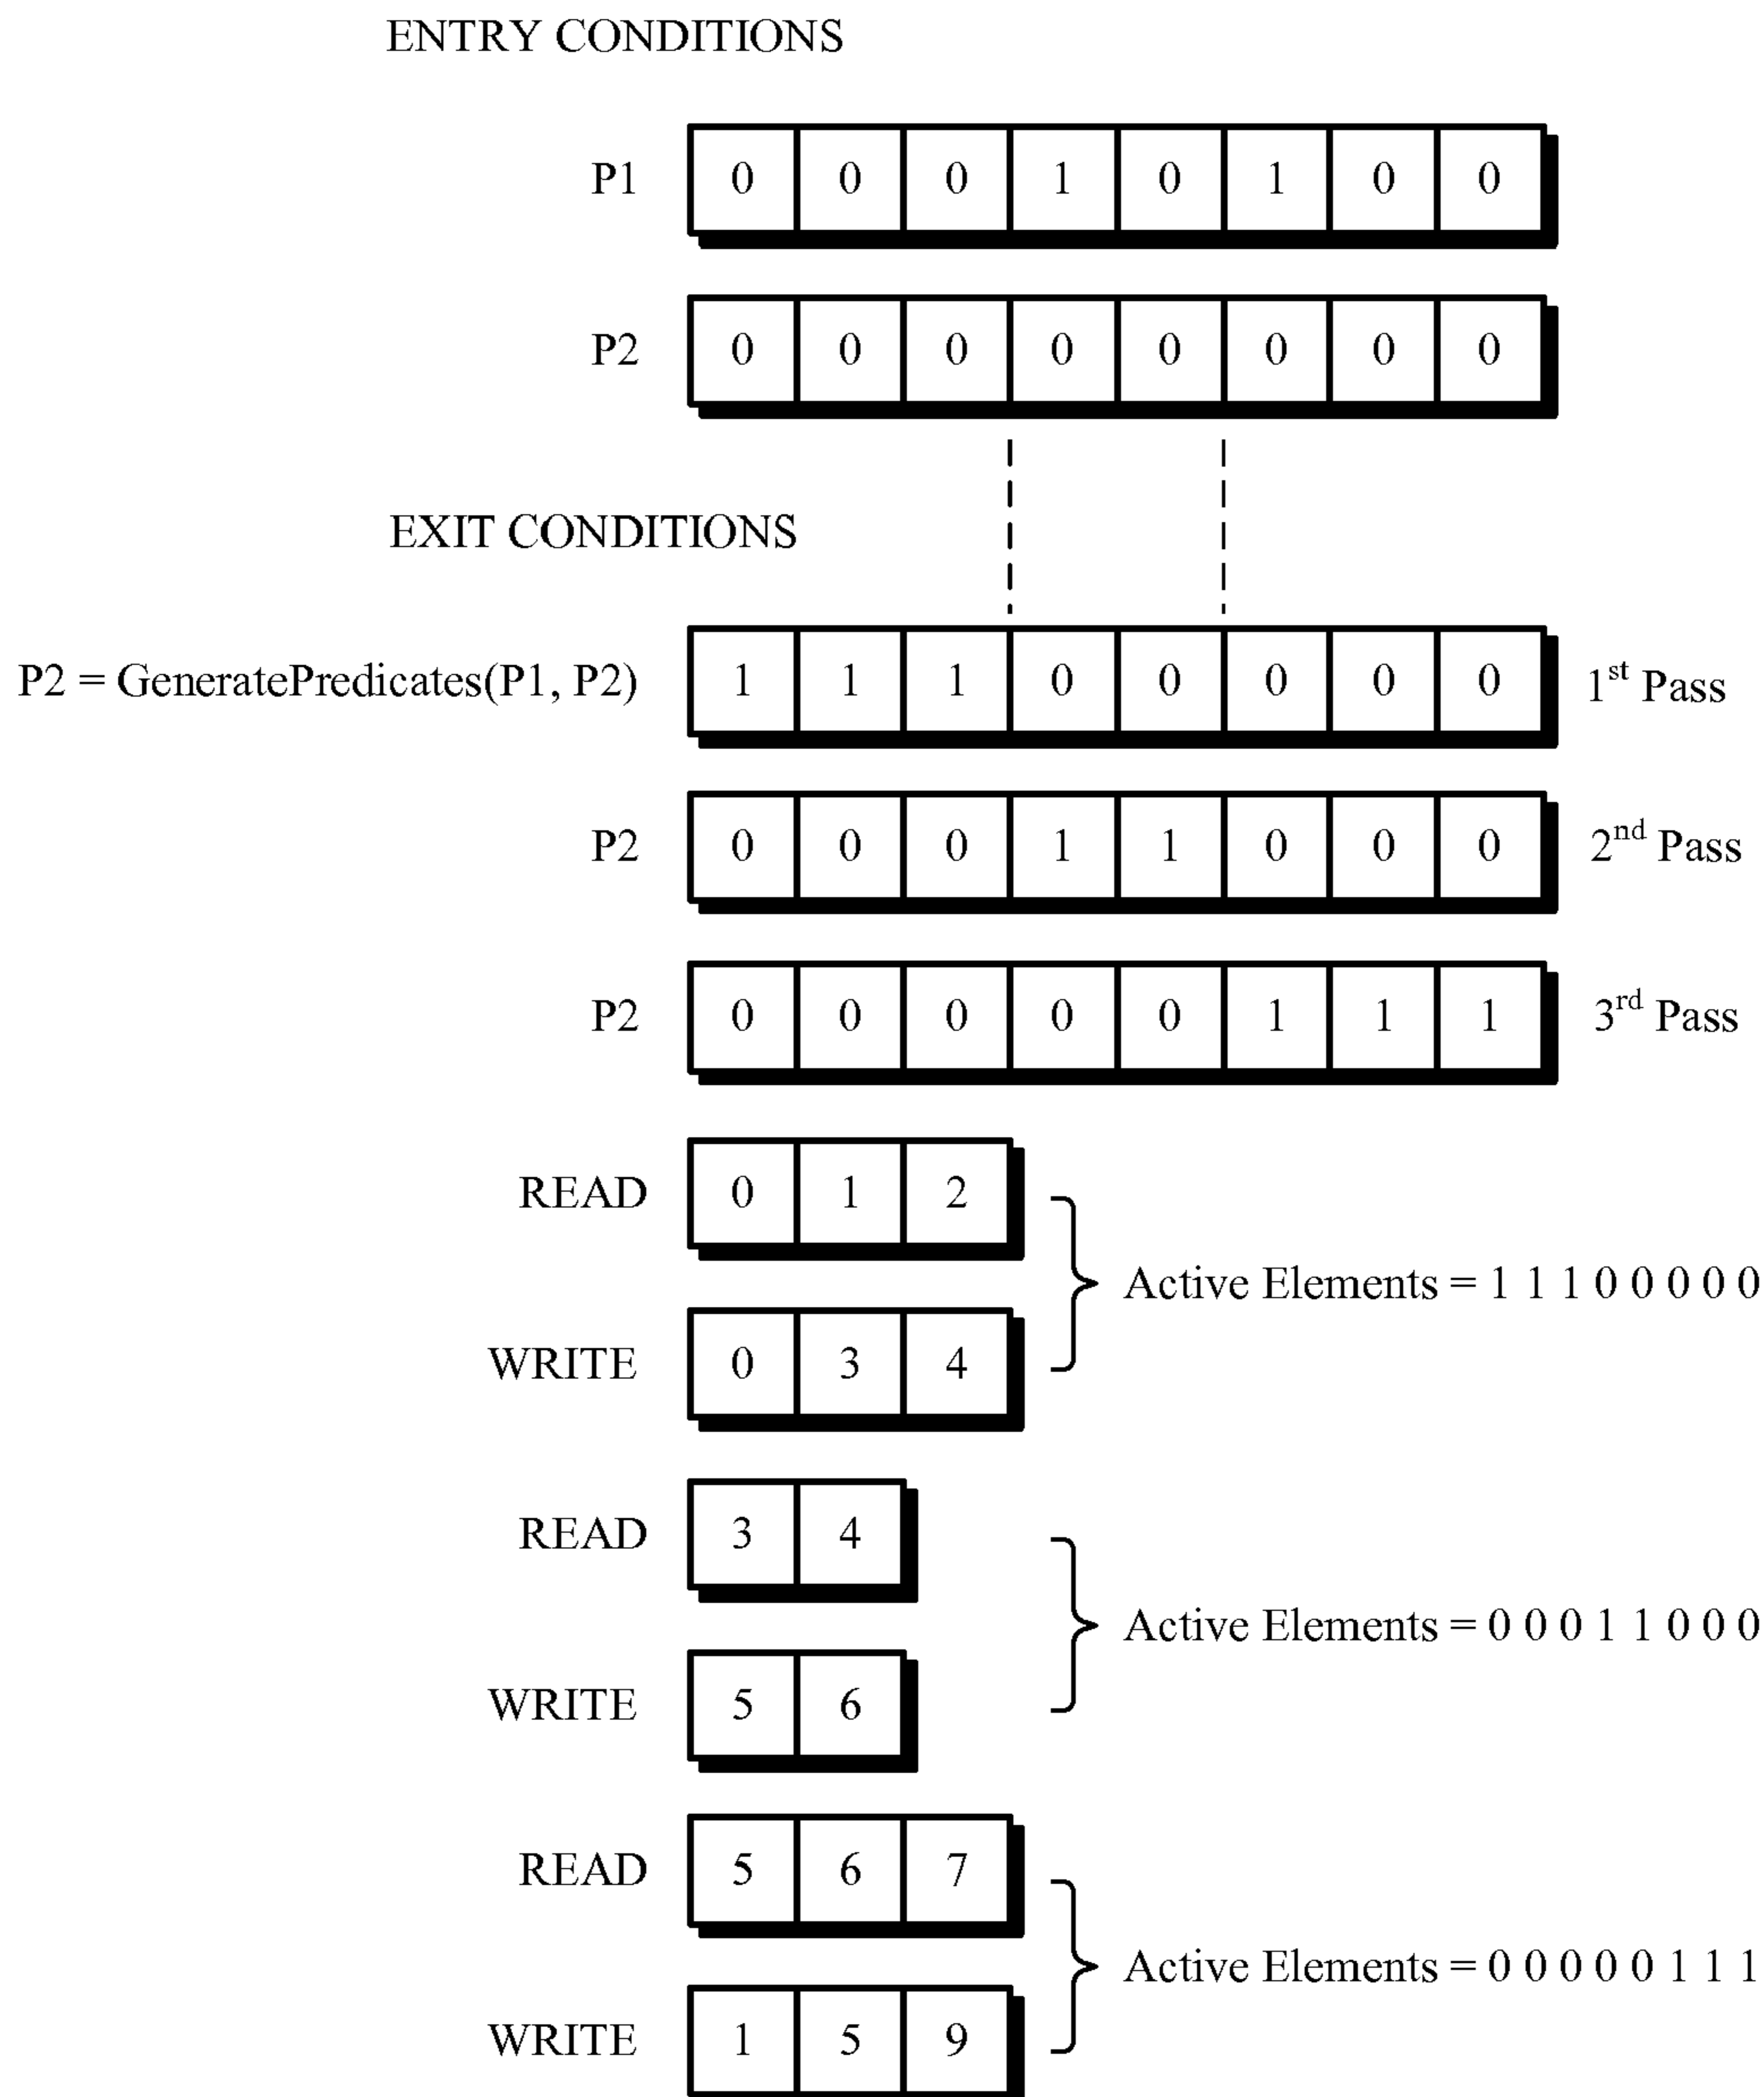 ENTRY CONDITIONS
P1 0 0 0 1 0 1 0 0
P2 0 0 0 0 0 0 0 0
EXIT CONDITIONS
P2 = GeneratePredicates(P1, P2) 1 1 1 0 0 0 0 0 1st Pass
P2 0 0 0 1 1 0 0 0 2nd Pass
P2 0 0 0 0 0 1 1 1 3rd Pass
READ 0 1 2
Active Elements = 1 1 1 0 0 0 0 0
WRITE 0 3 4
READ 3 4
Active Elements = 0 0 0 1 1 0 0 0
WRITE 5 6
READ 5 6 7
Active Elements = 0 0 0 0 0 1 1 1
WRITE 1 5 9